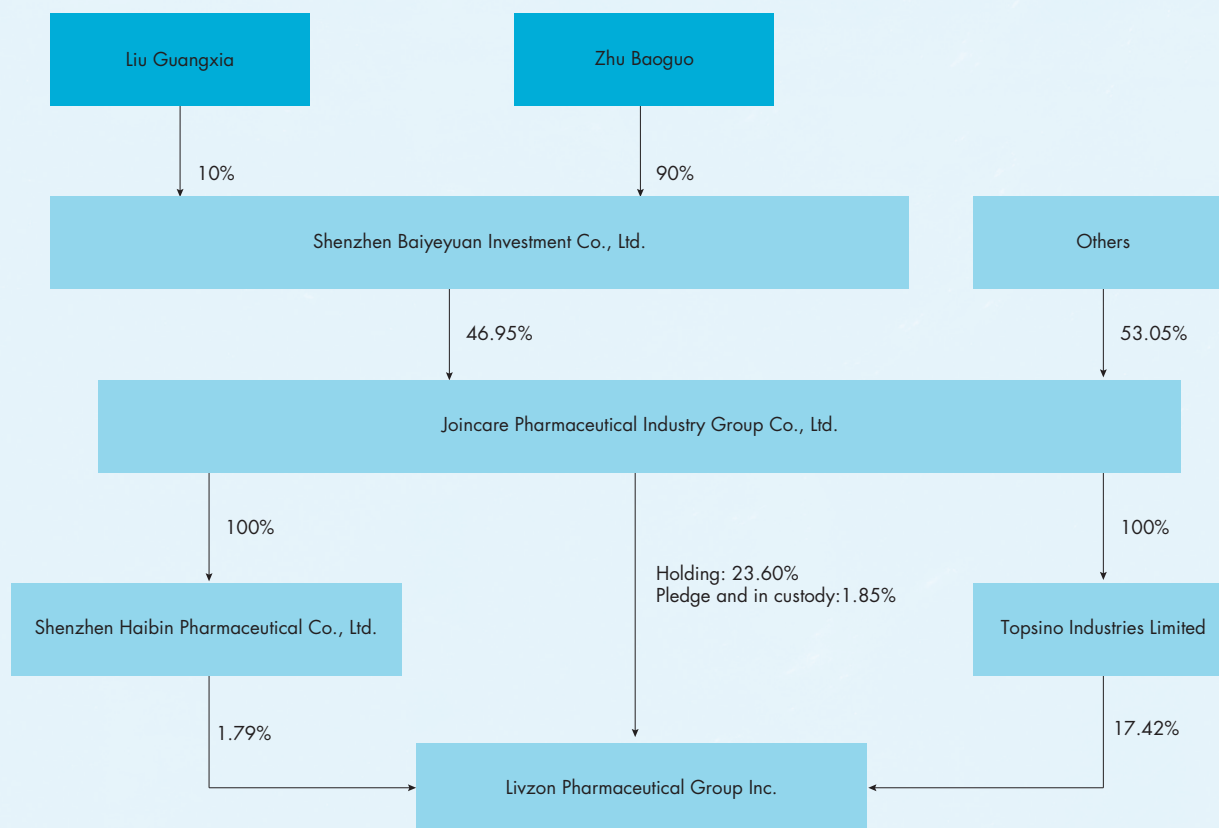 Liu Guangxia
Zhu Baoguo
10%
90%
Shenzhen Baiyeyuan Investment Co., Ltd.
Others
46.95%
53.05%
Joincare Pharmaceutical Industry Group Co., Ltd.
100%
100%
Holding: 23.60%
Pledge and in custody:1.85%
Shenzhen Haibin Pharmaceutical Co., Ltd.
Topsino Industries Limited
1.79%
17.42%
Livzon Pharmaceutical Group Inc.